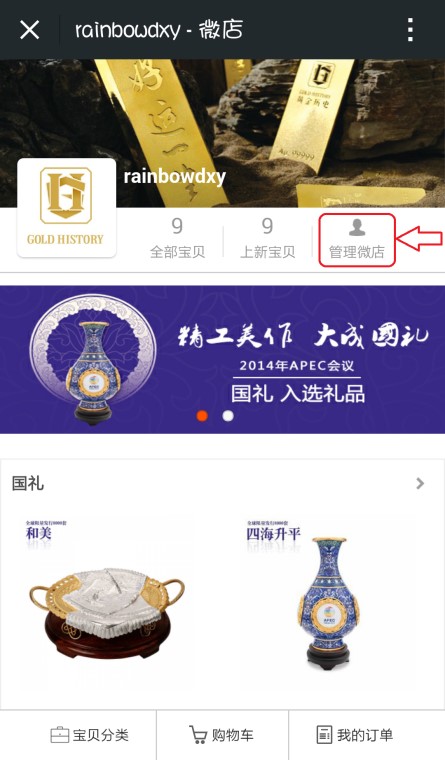 rainbowdxy - 微店
GOLD HISTORY
rainbowdxy
GOLD HISTORY
9
全部宝贝
9
上新宝贝
管理微店
精工美作 大成國礼
2014年APEC会议
国礼 入选礼品
国礼
和美
四海升平
宝贝分类
购物车
我的订单